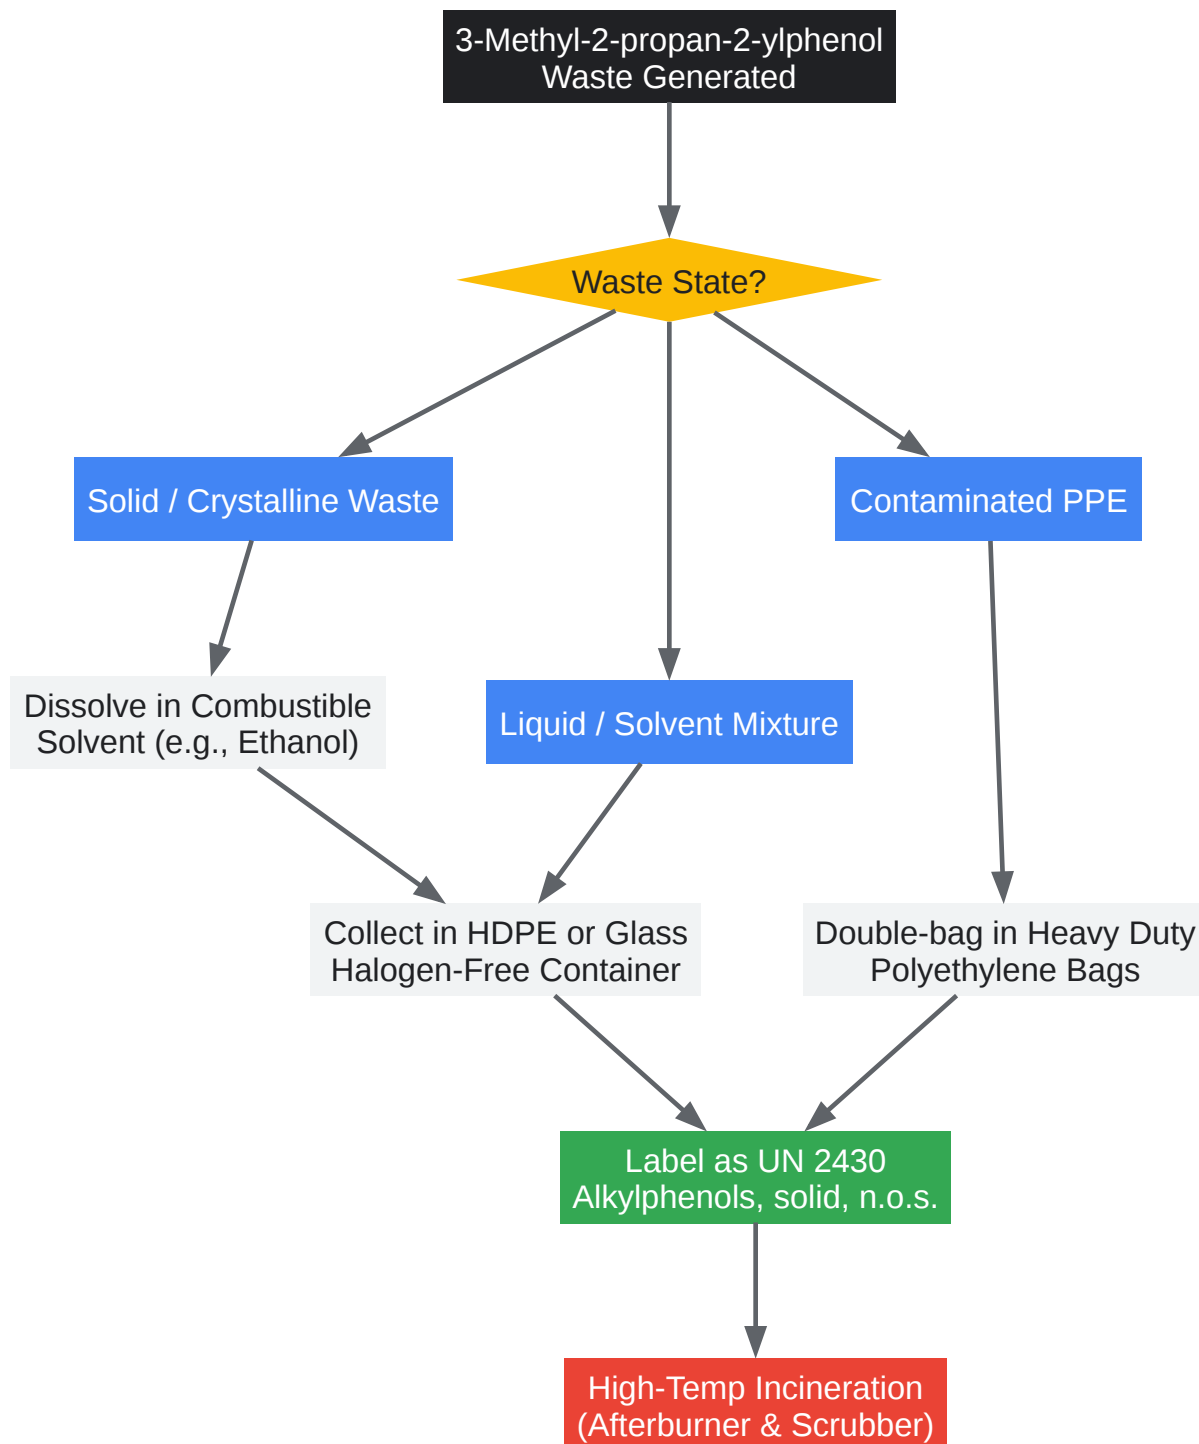 3-Methyl-2-propan-2-ylphenol
Waste Generated
Waste State?
Solid / Crystalline Waste
Contaminated PPE
Dissolve in Combustible
Solvent (e.g., Ethanol)
Liquid / Solvent Mixture
Collect in HDPE or Glass
Halogen-Free Container
Double-bag in Heavy Duty
Polyethylene Bags
Label as UN 2430
Alkylphenols, solid, n.o.s.
High-Temp Incineration
(Afterburner & Scrubber)